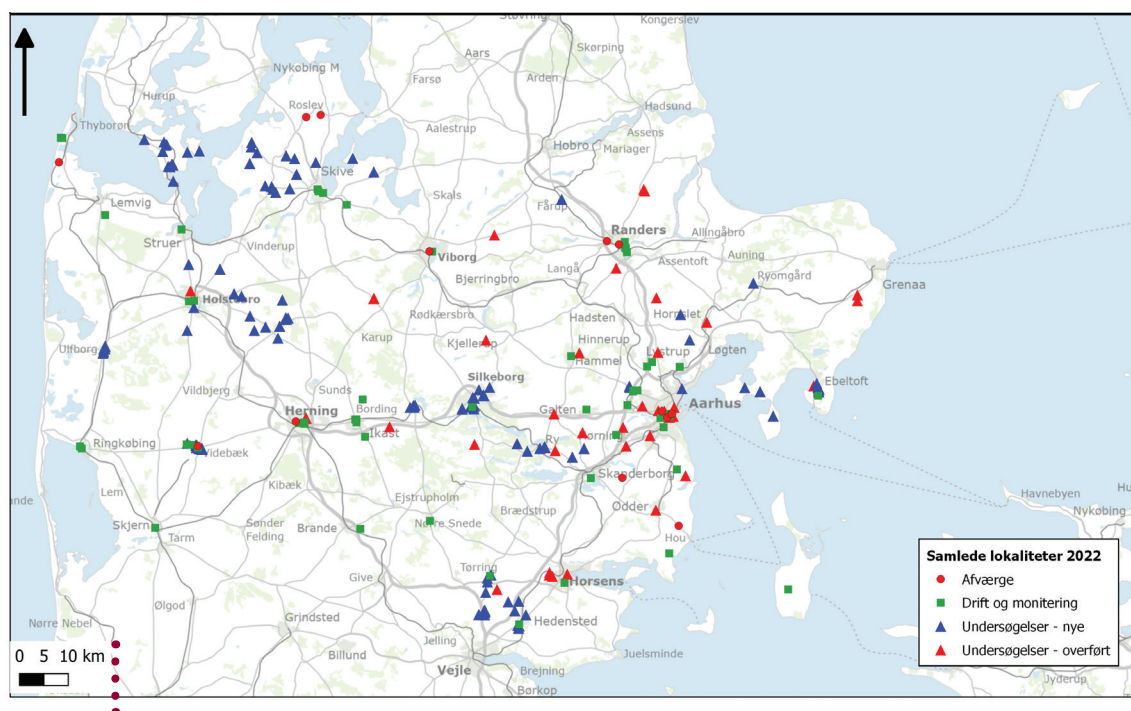 Støvring
Kongerslev
Skørping
Aars
Nykøbing M
Farsø
Arden
Hurup
Roslev
Hadsund
Thyborøn
Aalestrup
Assens
Hobro
Mariager
Skive
Skals
Lemvig
Fårup
Struer
Vinderup
Randers
Allingåbro
Viborg
Auning
Assentoft
Langå
Bjerringbro
Ryomgård
Grenaa
Holstebro
Rødkærsbro
Hadsten
Hornslet
Karup
Kjellerup
Hinnerup
Ulfborg
Lystrup
Løgten
Hammel
Silkeborg
Ebeltoft
Vildbjerg
Sunds
Bording
Herning
Galten
Aarhus
Ikast
Ringkøbing
Ry
Hørning
Videbæk
Skanderborg
Lem
Kibæk
Ejstrupholm
Havnebyen
Brædstrup
Odder
Nykøbing
Skjern
Sønder
Felding
Nørre Snede
Tarm
Brande
Hou
Tørring
Give
Horsens
Ølgod
Nørre Nebel
Grindsted
Hedensted
Jelling
Billund
Juelsminde
Vejle
Brejning
Børkop
Jyderup
0 5 10 km
Samlede lokaliteter 2022
Afværge
Drift og monitering
Undersøgelser - nye
Undersøgelser - overført